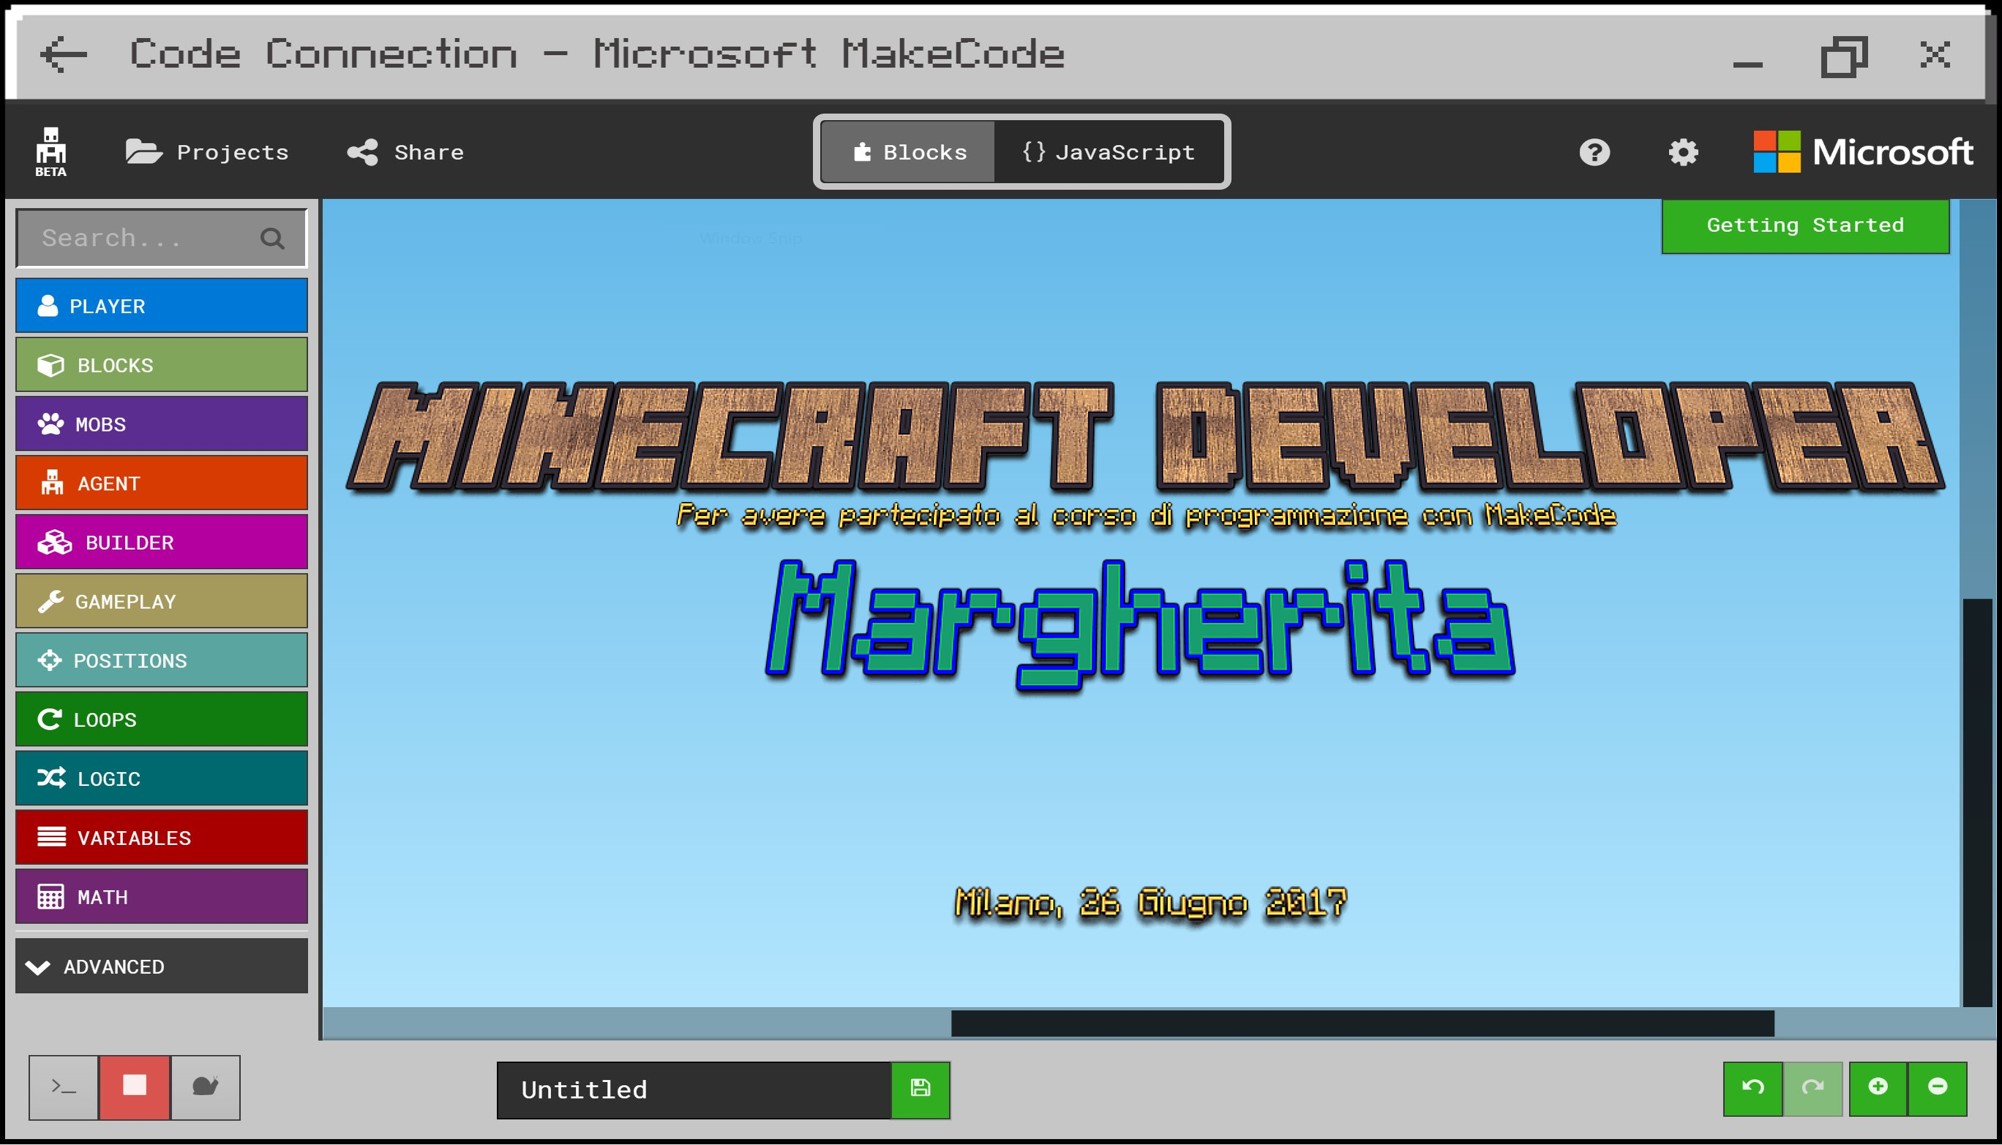 Code Connection – Microsoft MakeCode
BETA
Projects
Share
Blocks
{} JavaScript
Microsoft
Search...
Window Snip
Getting Started
PLAYER
BLOCKS
MOBS
AGENT
BUILDER
GAMEPLAY
POSITIONS
LOOPS
LOGIC
VARIABLES
MATH
ADVANCED
MINECRAFT DEVELOPER
Per avere partecipato al corso di programmazione con MakeCode
Margherita
Milano, 26 Giugno 2017
Untitled